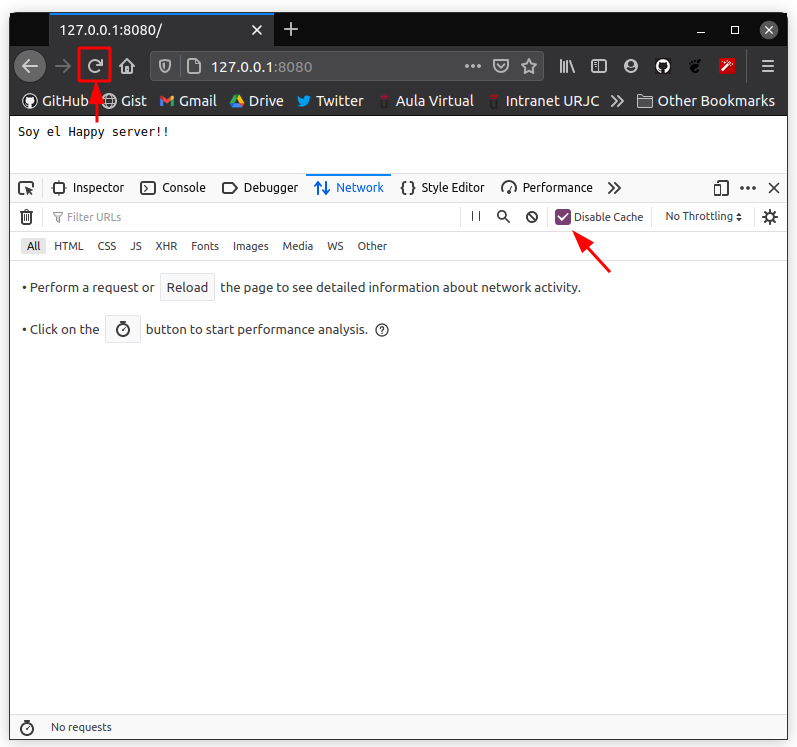 127.0.0.1:8080/
127.0.0.1:8080
GitHub Gist Gmail Drive Twitter Aula Virtual Intranet URJC Other Bookmarks
Soy el Happy server!!
Inspector Console Debugger Network Style Editor Performance
Filter URLs Disable Cache No Throttling
All HTML CSS JS XHR Fonts Images Media WS Other
• Perform a request or Reload the page to see detailed information about network activity.
• Click on the button to start performance analysis.
No requests